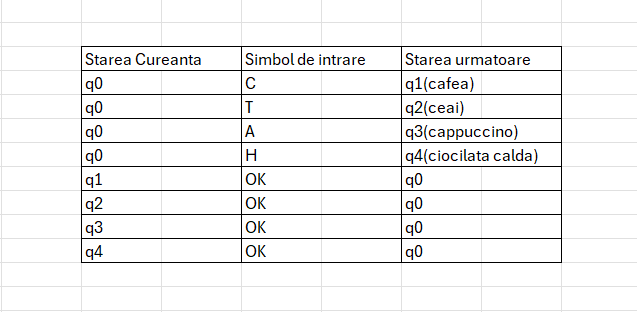 Starea Cureanta Simbol de intrare Starea urmatoare
q0 C q1(cafea)
q0 T q2(ceai)
q0 A q3(cappuccino)
q0 H q4(ciocilata calda)
q1 OK q0
q2 OK q0
q3 OK q0
q4 OK q0